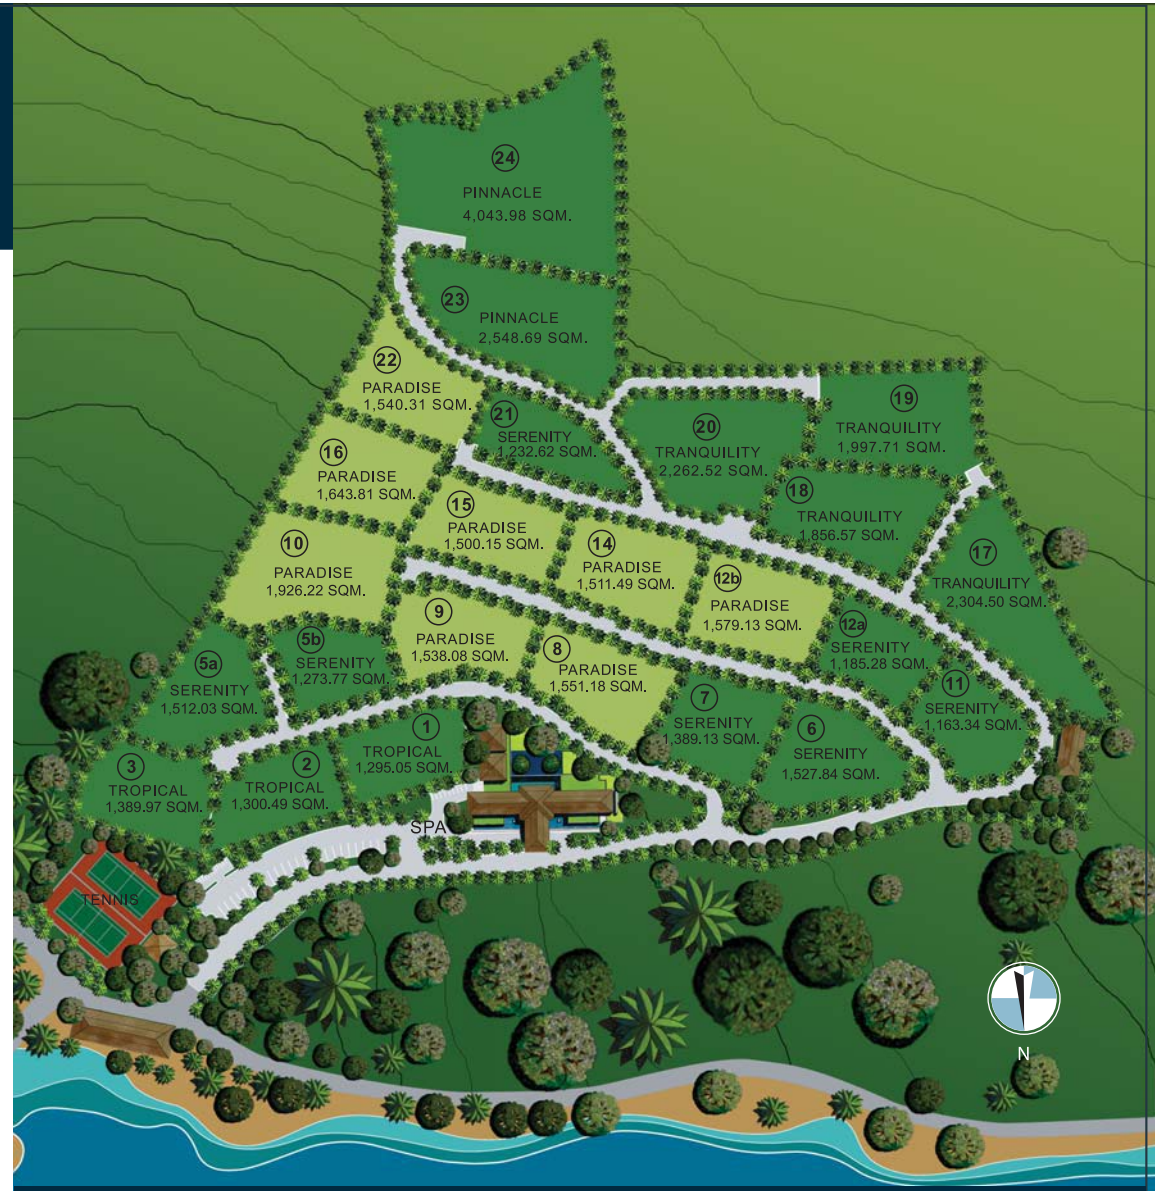 24
PINNACLE
4,043.98 SQM.
23
PINNACLE
2,548.69 SQM.
22
PARADISE
1,540.31 SQM.
21
SERENITY
1,232.62 SQM.
20
TRANQUILITY
2,262.52 SQM.
19
TRANQUILITY
1,997.71 SQM.
16
PARADISE
1,643.81 SQM.
15
PARADISE
1,500.15 SQM.
18
TRANQUILITY
1,856.57 SQM.
10
PARADISE
1,926.22 SQM.
14
PARADISE
1,511.49 SQM.
12b
PARADISE
1,579.13 SQM.
17
TRANQUILITY
2,304.50 SQM.
9
PARADISE
1,538.08 SQM.
8
PARADISE
1,551.18 SQM.
12a
SERENITY
1,185.28 SQM.
5a
SERENITY
1,512.03 SQM.
5b
SERENITY
1,273.77 SQM.
7
SERENITY
1,389.13 SQM.
6
SERENITY
1,527.84 SQM.
11
SERENITY
1,163.34 SQM.
3
TROPICAL
1,389.97 SQM.
2
TROPICAL
1,300.49 SQM.
1
TROPICAL
1,295.05 SQM.
SPA
TENNIS
N